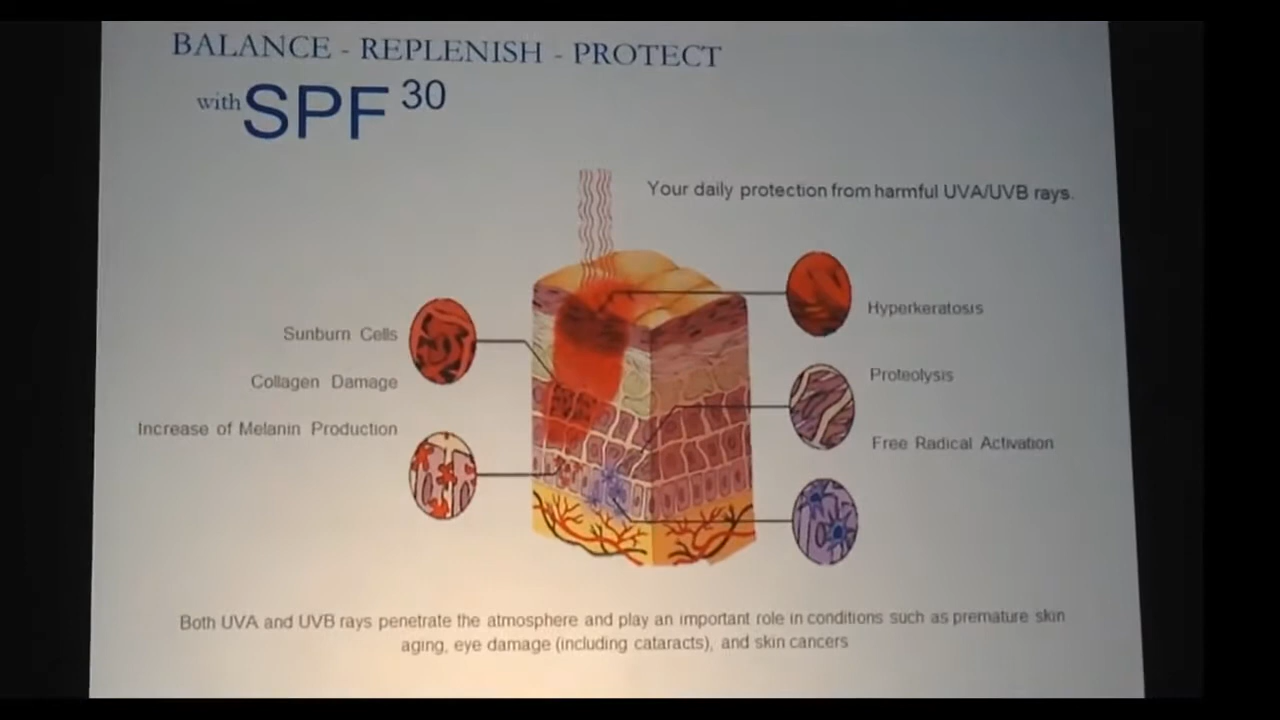 BALANCE - REPLENISH - PROTECT
with SPF 30
Your daily protection from harmful UVA/UVB rays.
Hyperkeratosis
Sunburn Cells
Proteolysis
Collagen Damage
Increase of Melanin Production
Free Radical Activation
Both UVA and UVB rays penetrate the atmosphere and play an important role in conditions such as premature skin
aging, eye damage (including cataracts), and skin cancers